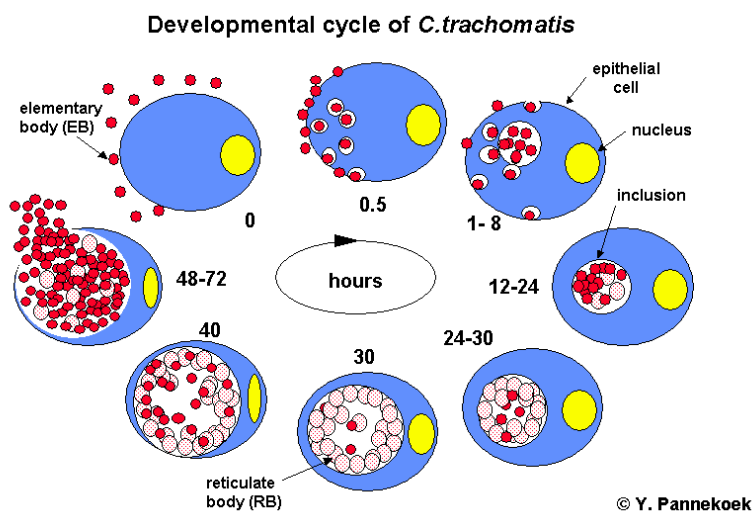 Developmental cycle of C.trachomatis
elementary
body (EB)
epithelial
cell
nucleus
inclusion
0
0.5
1- 8
12-24
24-30
30
40
48-72
hours
reticulate
body (RB)
© Y. Pannekoek